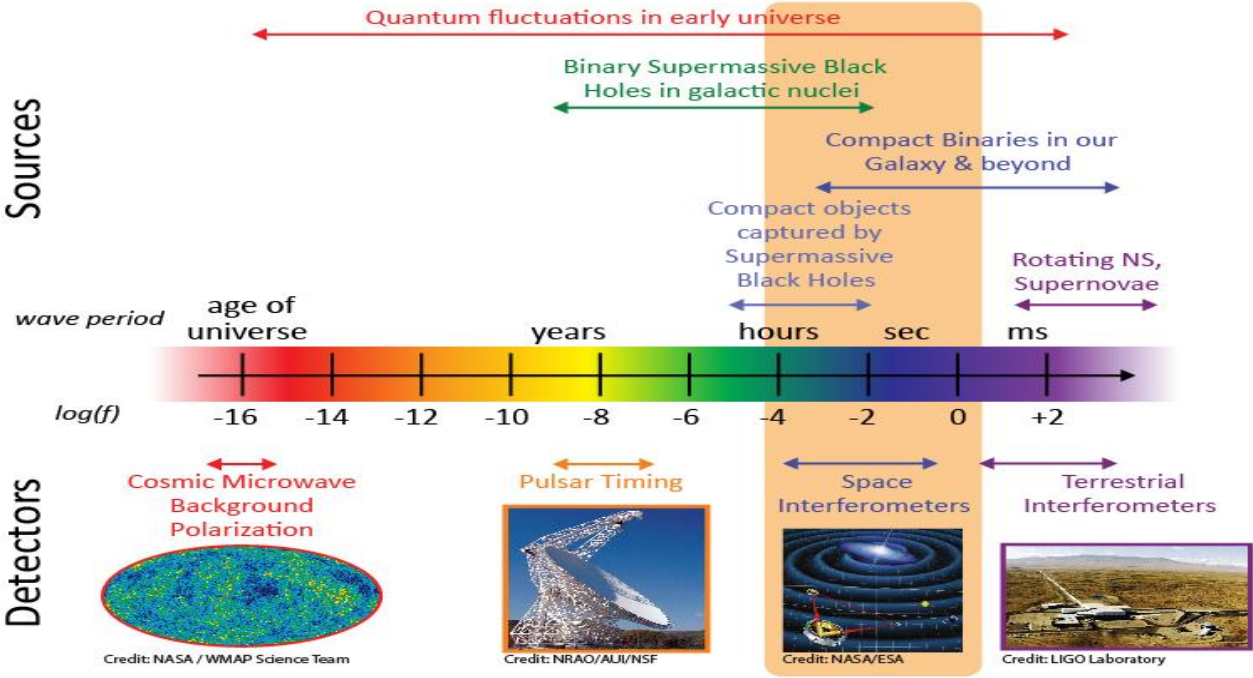 Sources
Quantum fluctuations in early universe
Binary Supermassive Black
Holes in galactic nuclei
Compact Binaries in our
Galaxy & beyond
Compact objects
captured by
Supermassive
Black Holes
Rotating NS,
Supernovae
wave period
age of
universe
years
hours
sec
ms
log(f)
-16
-14
-12
-10
-8
-6
-4
-2
0
+2
Detectors
Cosmic Microwave
Background
Polarization
Pulsar Timing
Space
Interferometers
Terrestrial
Interferometers
Credit: NASA / WMAP Science Team
Credit: NRAO/AUI/NSF
Credit: NASA/ESA
Credit: LIGO Laboratory